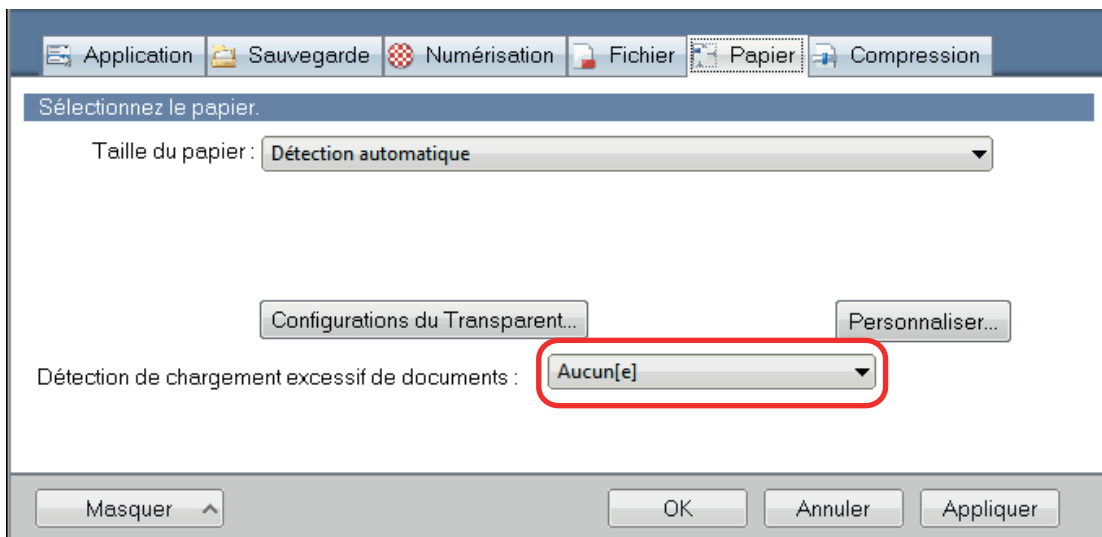 Application Sauvegarde Numérisation Fichier Papier Compression
Sélectionnez le papier.
Taille du papier : Détection automatique
Configurations du Transparent... Personnaliser...
Détection de chargement excessif de documents : Aucun[e]
Masquer OK Annuler Appliquer